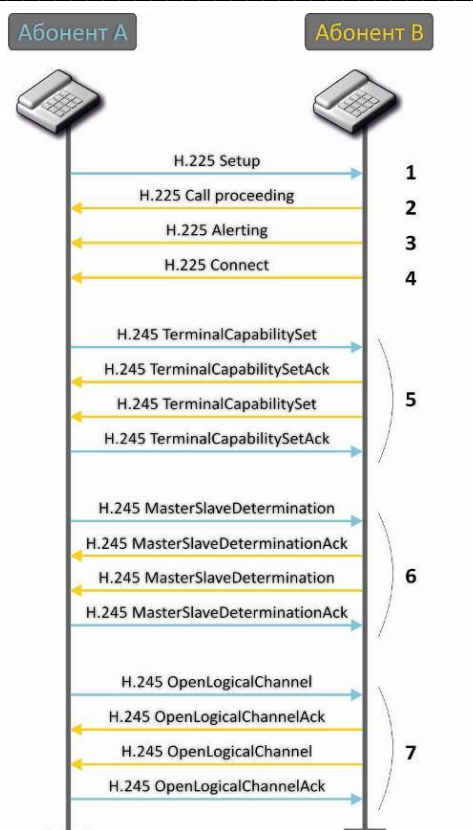 Абонент А
Абонент В
H.225 Setup
1
H.225 Call proceeding
2
H.225 Alerting
3
H.225 Connect
4
H.245 TerminalCapabilitySet
H.245 TerminalCapabilitySetAck
5
H.245 TerminalCapabilitySet
H.245 TerminalCapabilitySetAck
H.245 MasterSlaveDetermination
H.245 MasterSlaveDeterminationAck
6
H.245 MasterSlaveDetermination
H.245 MasterSlaveDeterminationAck
H.245 OpenLogicalChannel
H.245 OpenLogicalChannelAck
7
H.245 OpenLogicalChannel
H.245 OpenLogicalChannelAck